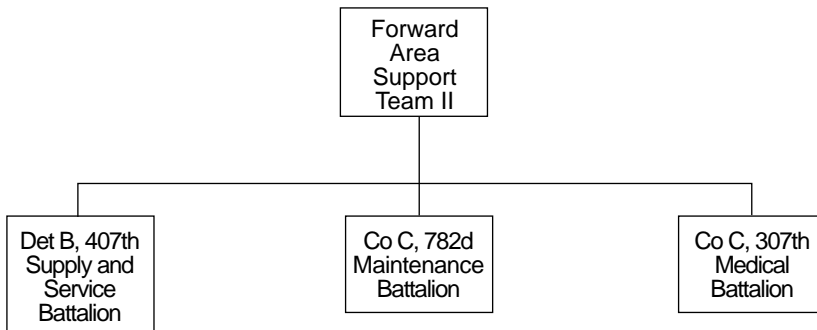 Forward
Area
Support
Team II
Det B, 407th
Supply and
Service
Battalion
Co C, 782d
Maintenance
Battalion
Co C, 307th
Medical
Battalion